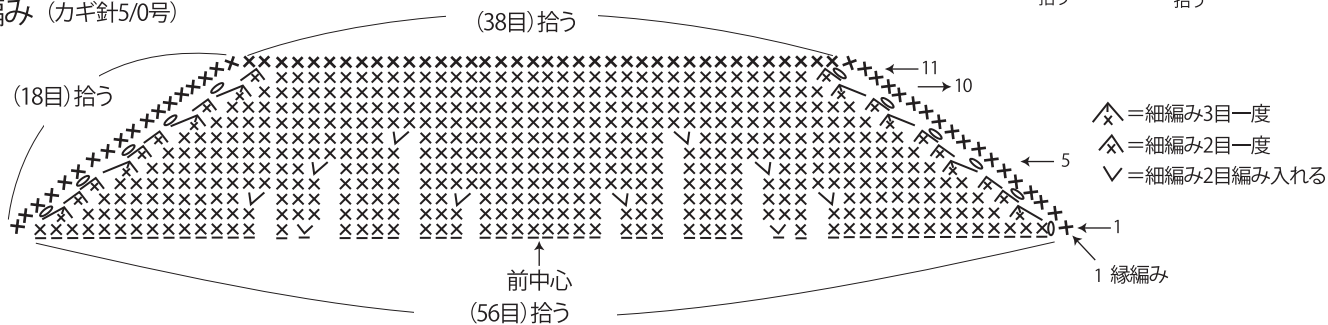 編み（カギ針5/0号）
拾う 拾う
(38目)拾う
(18目)拾う
11
10
5
1
=細編み3目一度
=細編み2目一度
=細編み2目編み入れる
前中心
1 縁編み
(56目)拾う